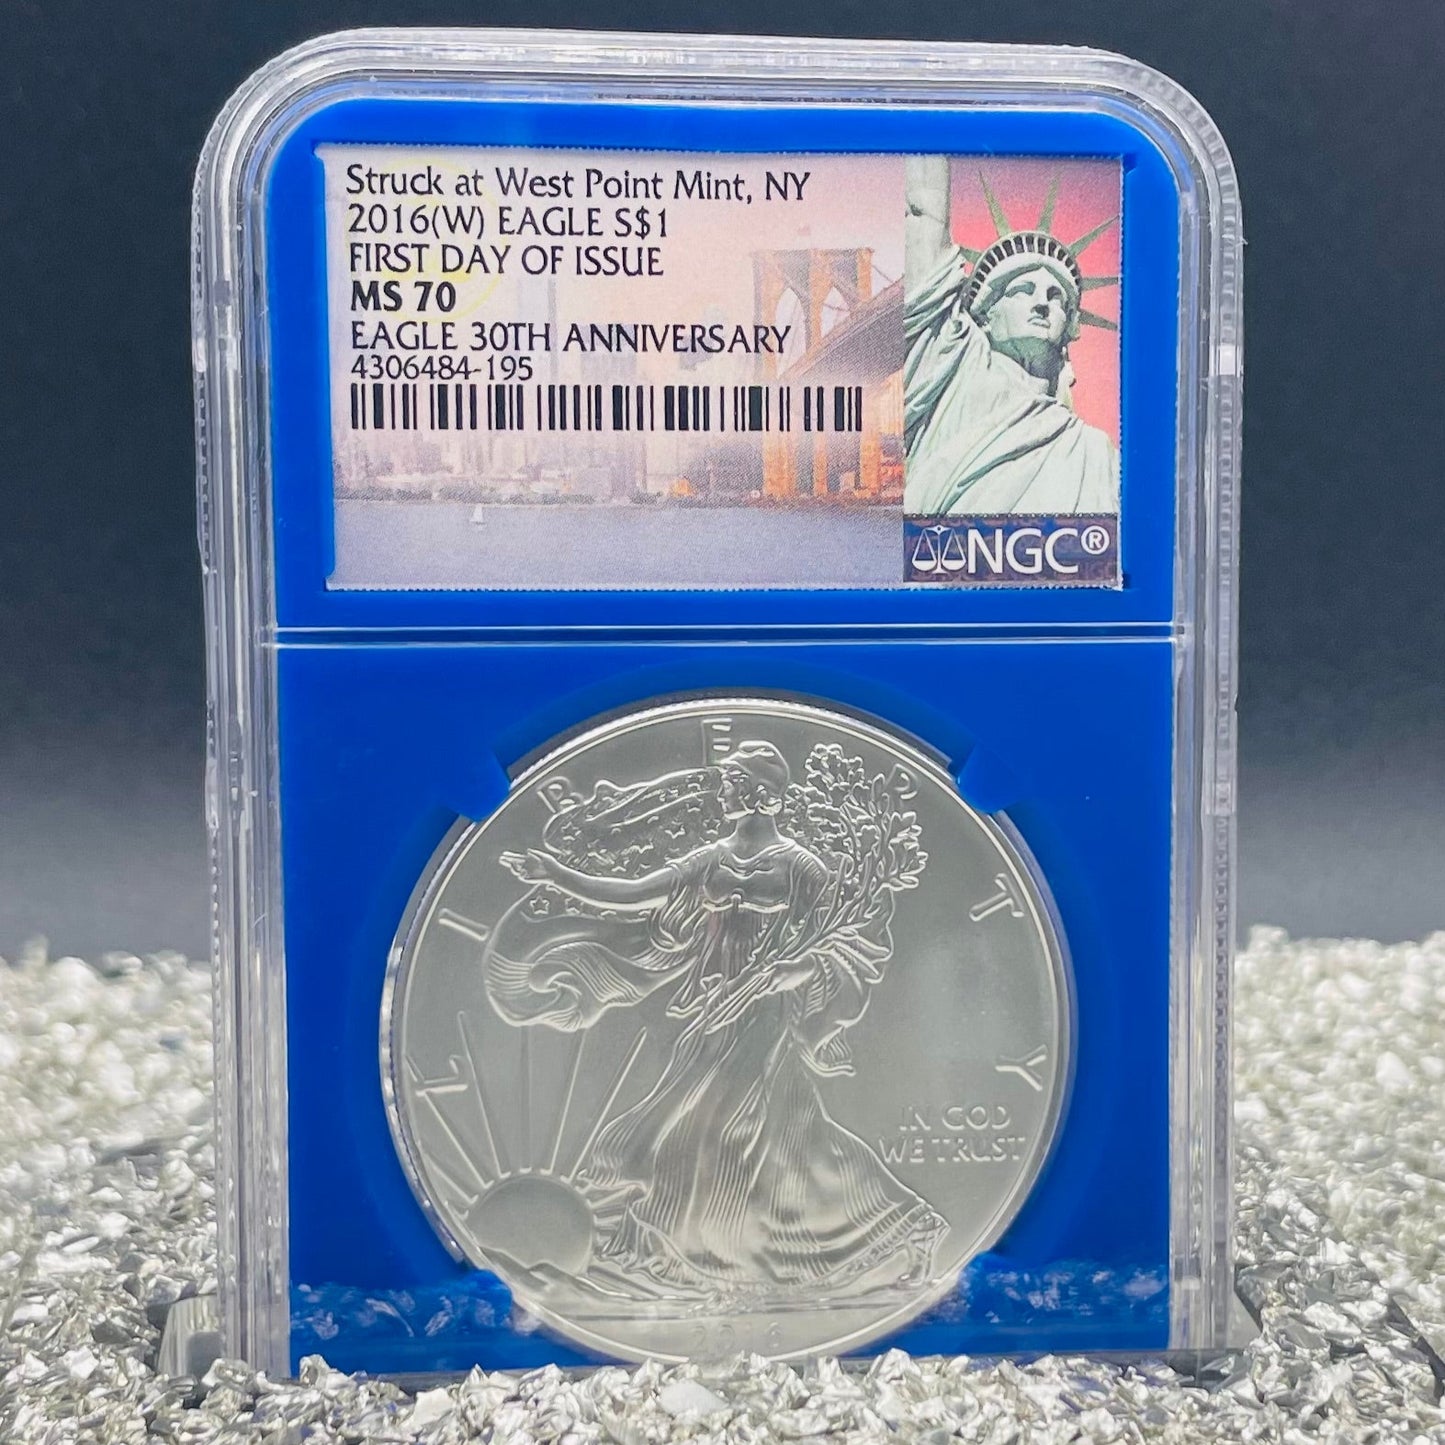 Struck at West Point Mint, NY
2016(W) EAGLE S$1
FIRST DAY OF ISSUE
MS 70
EAGLE 30TH ANNIVERSARY
4306484-195
NGC®
LIBERTY
IN GOD
WE TRUST
2016